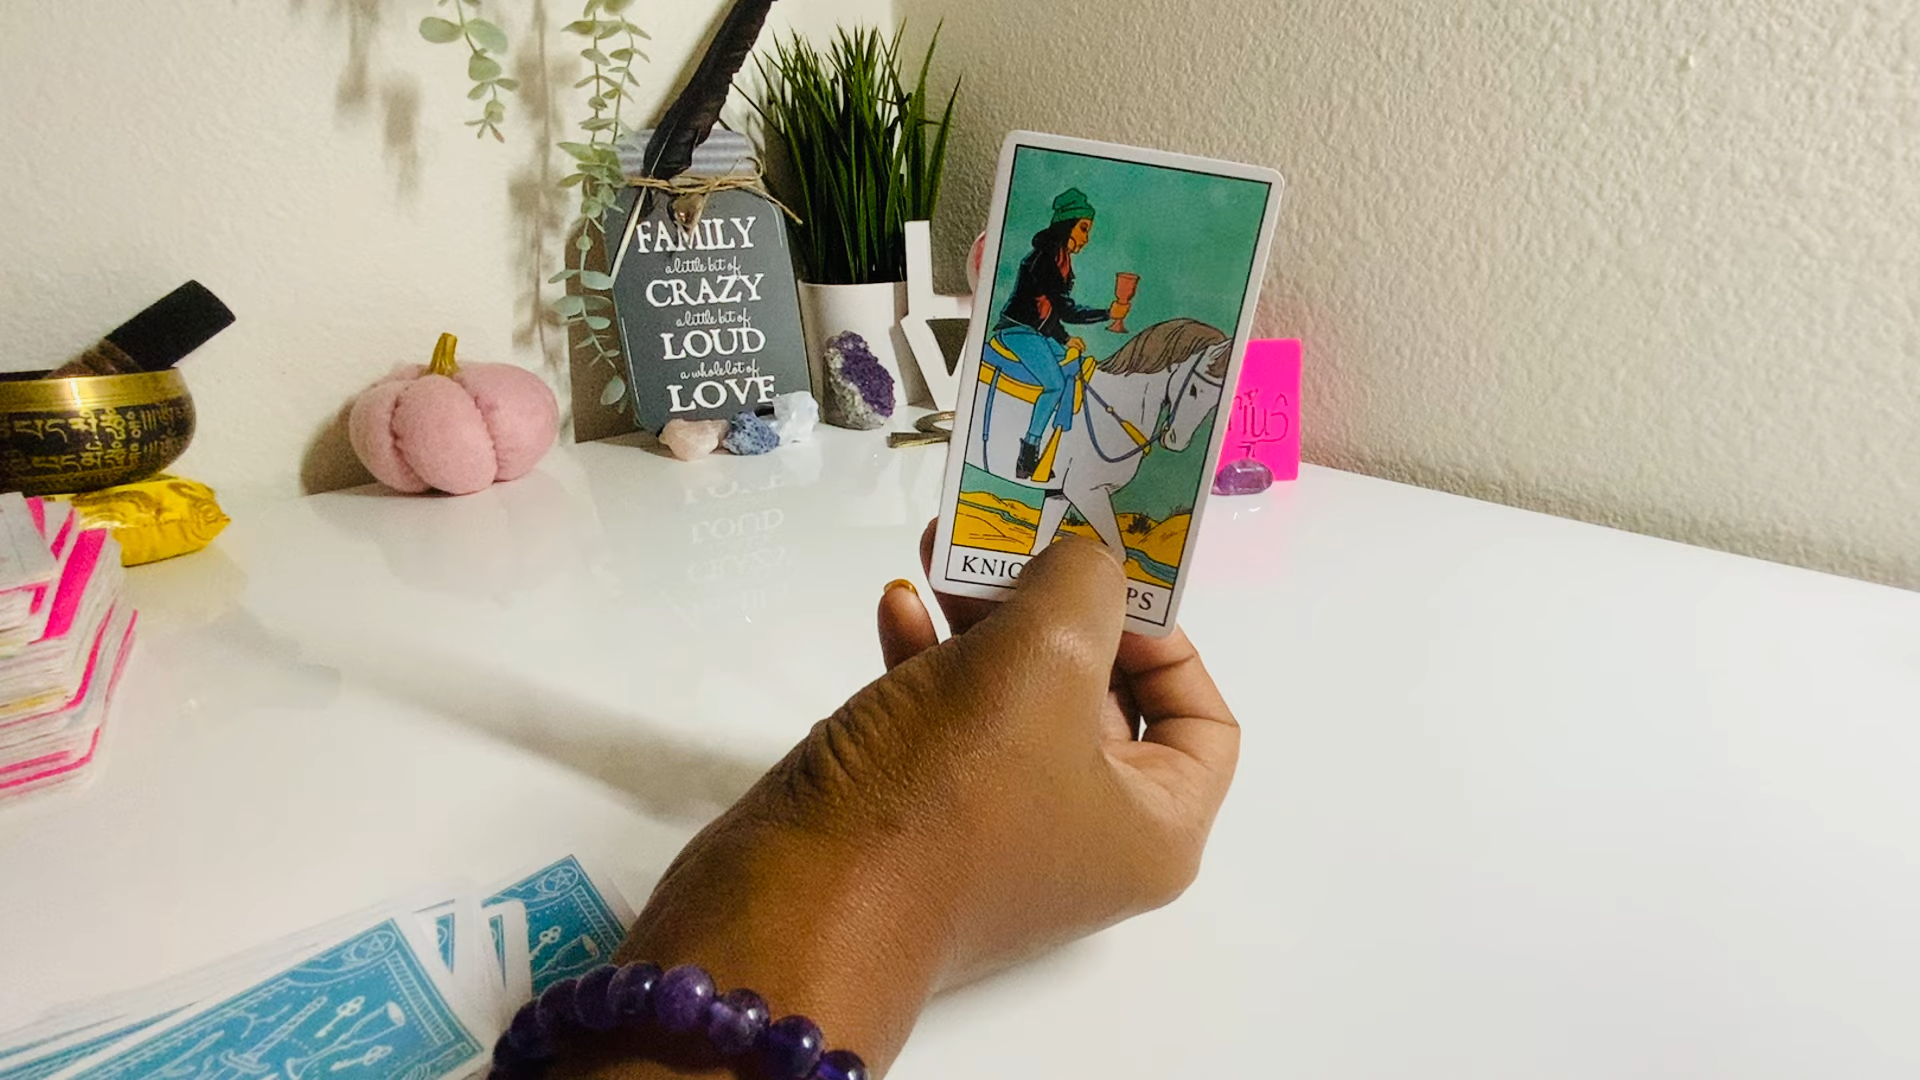 FAMILY
a little bit of
CRAZY
a little bit of
LOUD
a whole lot of
LOVE
KNIG
PS